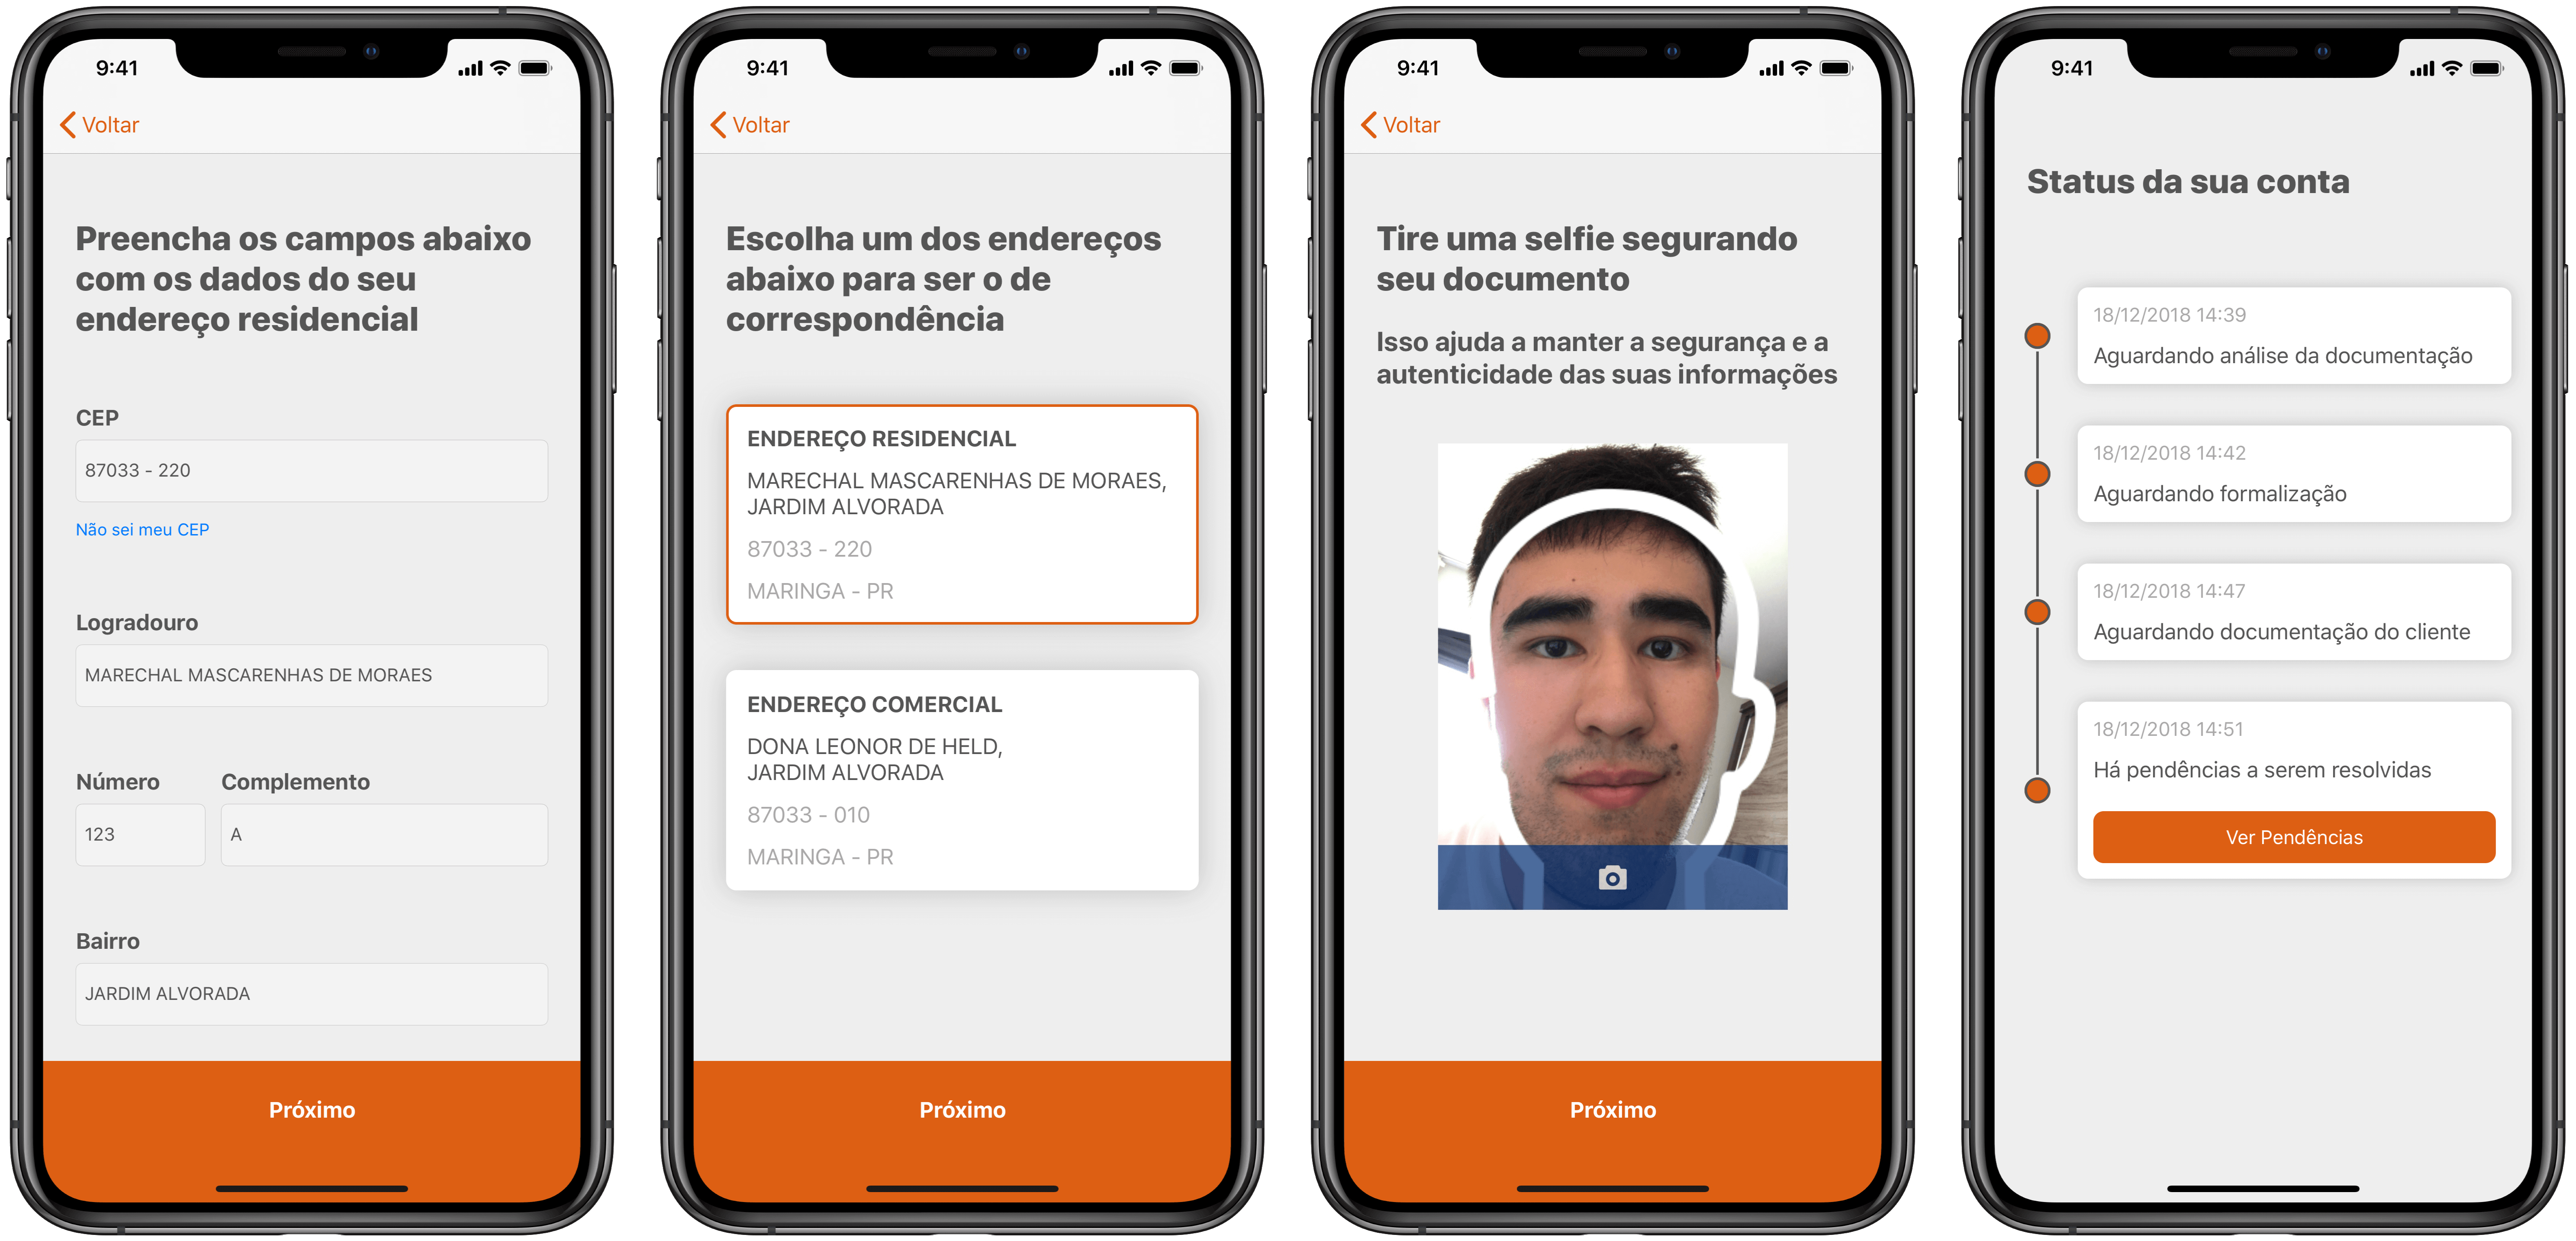 9:41
Voltar
Preencha os campos abaixo
com os dados do seu
endereço residencial
CEP
87033 - 220
Não sei meu CEP
Logradouro
MARECHAL MASCARENHAS DE MORAES
Número
Complemento
123
A
Bairro
JARDIM ALVORADA
Próximo
9:41
Voltar
Escolha um dos endereços
abaixo para ser o de
correspondência
ENDEREÇO RESIDENCIAL
MARECHAL MASCARENHAS DE MORAES,
JARDIM ALVORADA
87033 - 220
MARINGA - PR
ENDEREÇO COMERCIAL
DONA LEONOR DE HELD,
JARDIM ALVORADA
87033 - 010
MARINGA - PR
Próximo
9:41
Voltar
Tire uma selfie segurando
seu documento
Isso ajuda a manter a segurança e a
autenticidade das suas informações
Próximo
9:41
Status da sua conta
18/12/2018 14:39
Aguardando análise da documentação
18/12/2018 14:42
Aguardando formalização
18/12/2018 14:47
Aguardando documentação do cliente
18/12/2018 14:51
Há pendências a serem resolvidas
Ver Pendências